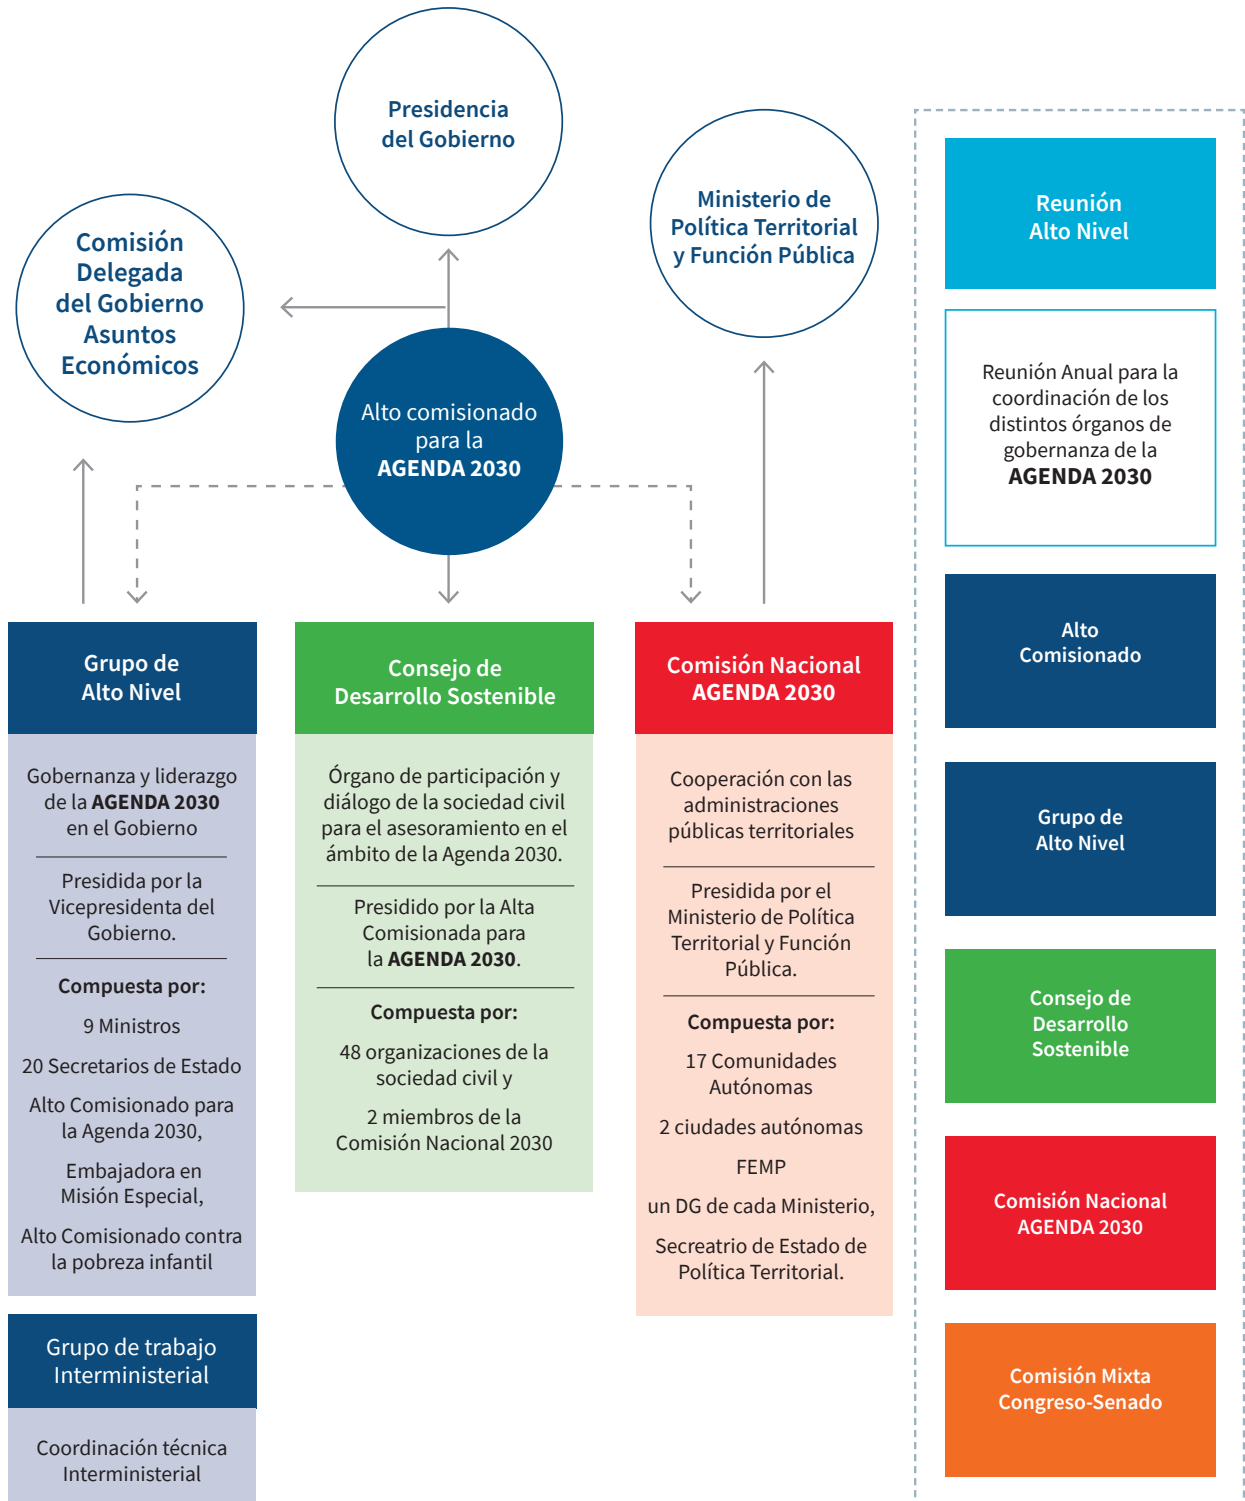 Presidencia
del Gobierno
Comisión
Delegada
del Gobierno
Asuntos
Económicos
Ministerio de
Política Territorial
y Función Pública
Alto comisionado
para la
AGENDA 2030
Grupo de
Alto Nivel
Gobernanza y liderazgo
de la AGENDA 2030
en el Gobierno
Presidida por la
Vicepresidenta del
Gobierno.
Compuesta por:
9 Ministros
20 Secretarios de Estado
Alto Comisionado para
la Agenda 2030,
Embajadora en
Misión Especial,
Alto Comisionado contra
la pobreza infantil
Grupo de trabajo
Interministerial
Coordinación técnica
Interministerial
Consejo de
Desarrollo Sostenible
Órgano de participación y
diálogo de la sociedad civil
para el asesoramiento en el
ámbito de la Agenda 2030.
Presidido por la Alta
Comisionada para
la AGENDA 2030.
Compuesta por:
48 organizaciones de la
sociedad civil y
2 miembros de la
Comisión Nacional 2030
Comisión Nacional
AGENDA 2030
Cooperación con las
administraciones
públicas territoriales
Presidida por el
Ministerio de Política
Territorial y Función
Pública.
Compuesta por:
17 Comunidades
Autónomas
2 ciudades autónomas
FEMP
un DG de cada Ministerio,
Secreatrio de Estado de
Política Territorial.
Reunión
Alto Nivel
Reunión Anual para la
coordinación de los
distintos órganos de
gobernanza de la
AGENDA 2030
Alto
Comisionado
Grupo de
Alto Nivel
Consejo de
Desarrollo
Sostenible
Comisión Nacional
AGENDA 2030
Comisión Mixta
Congreso-Senado